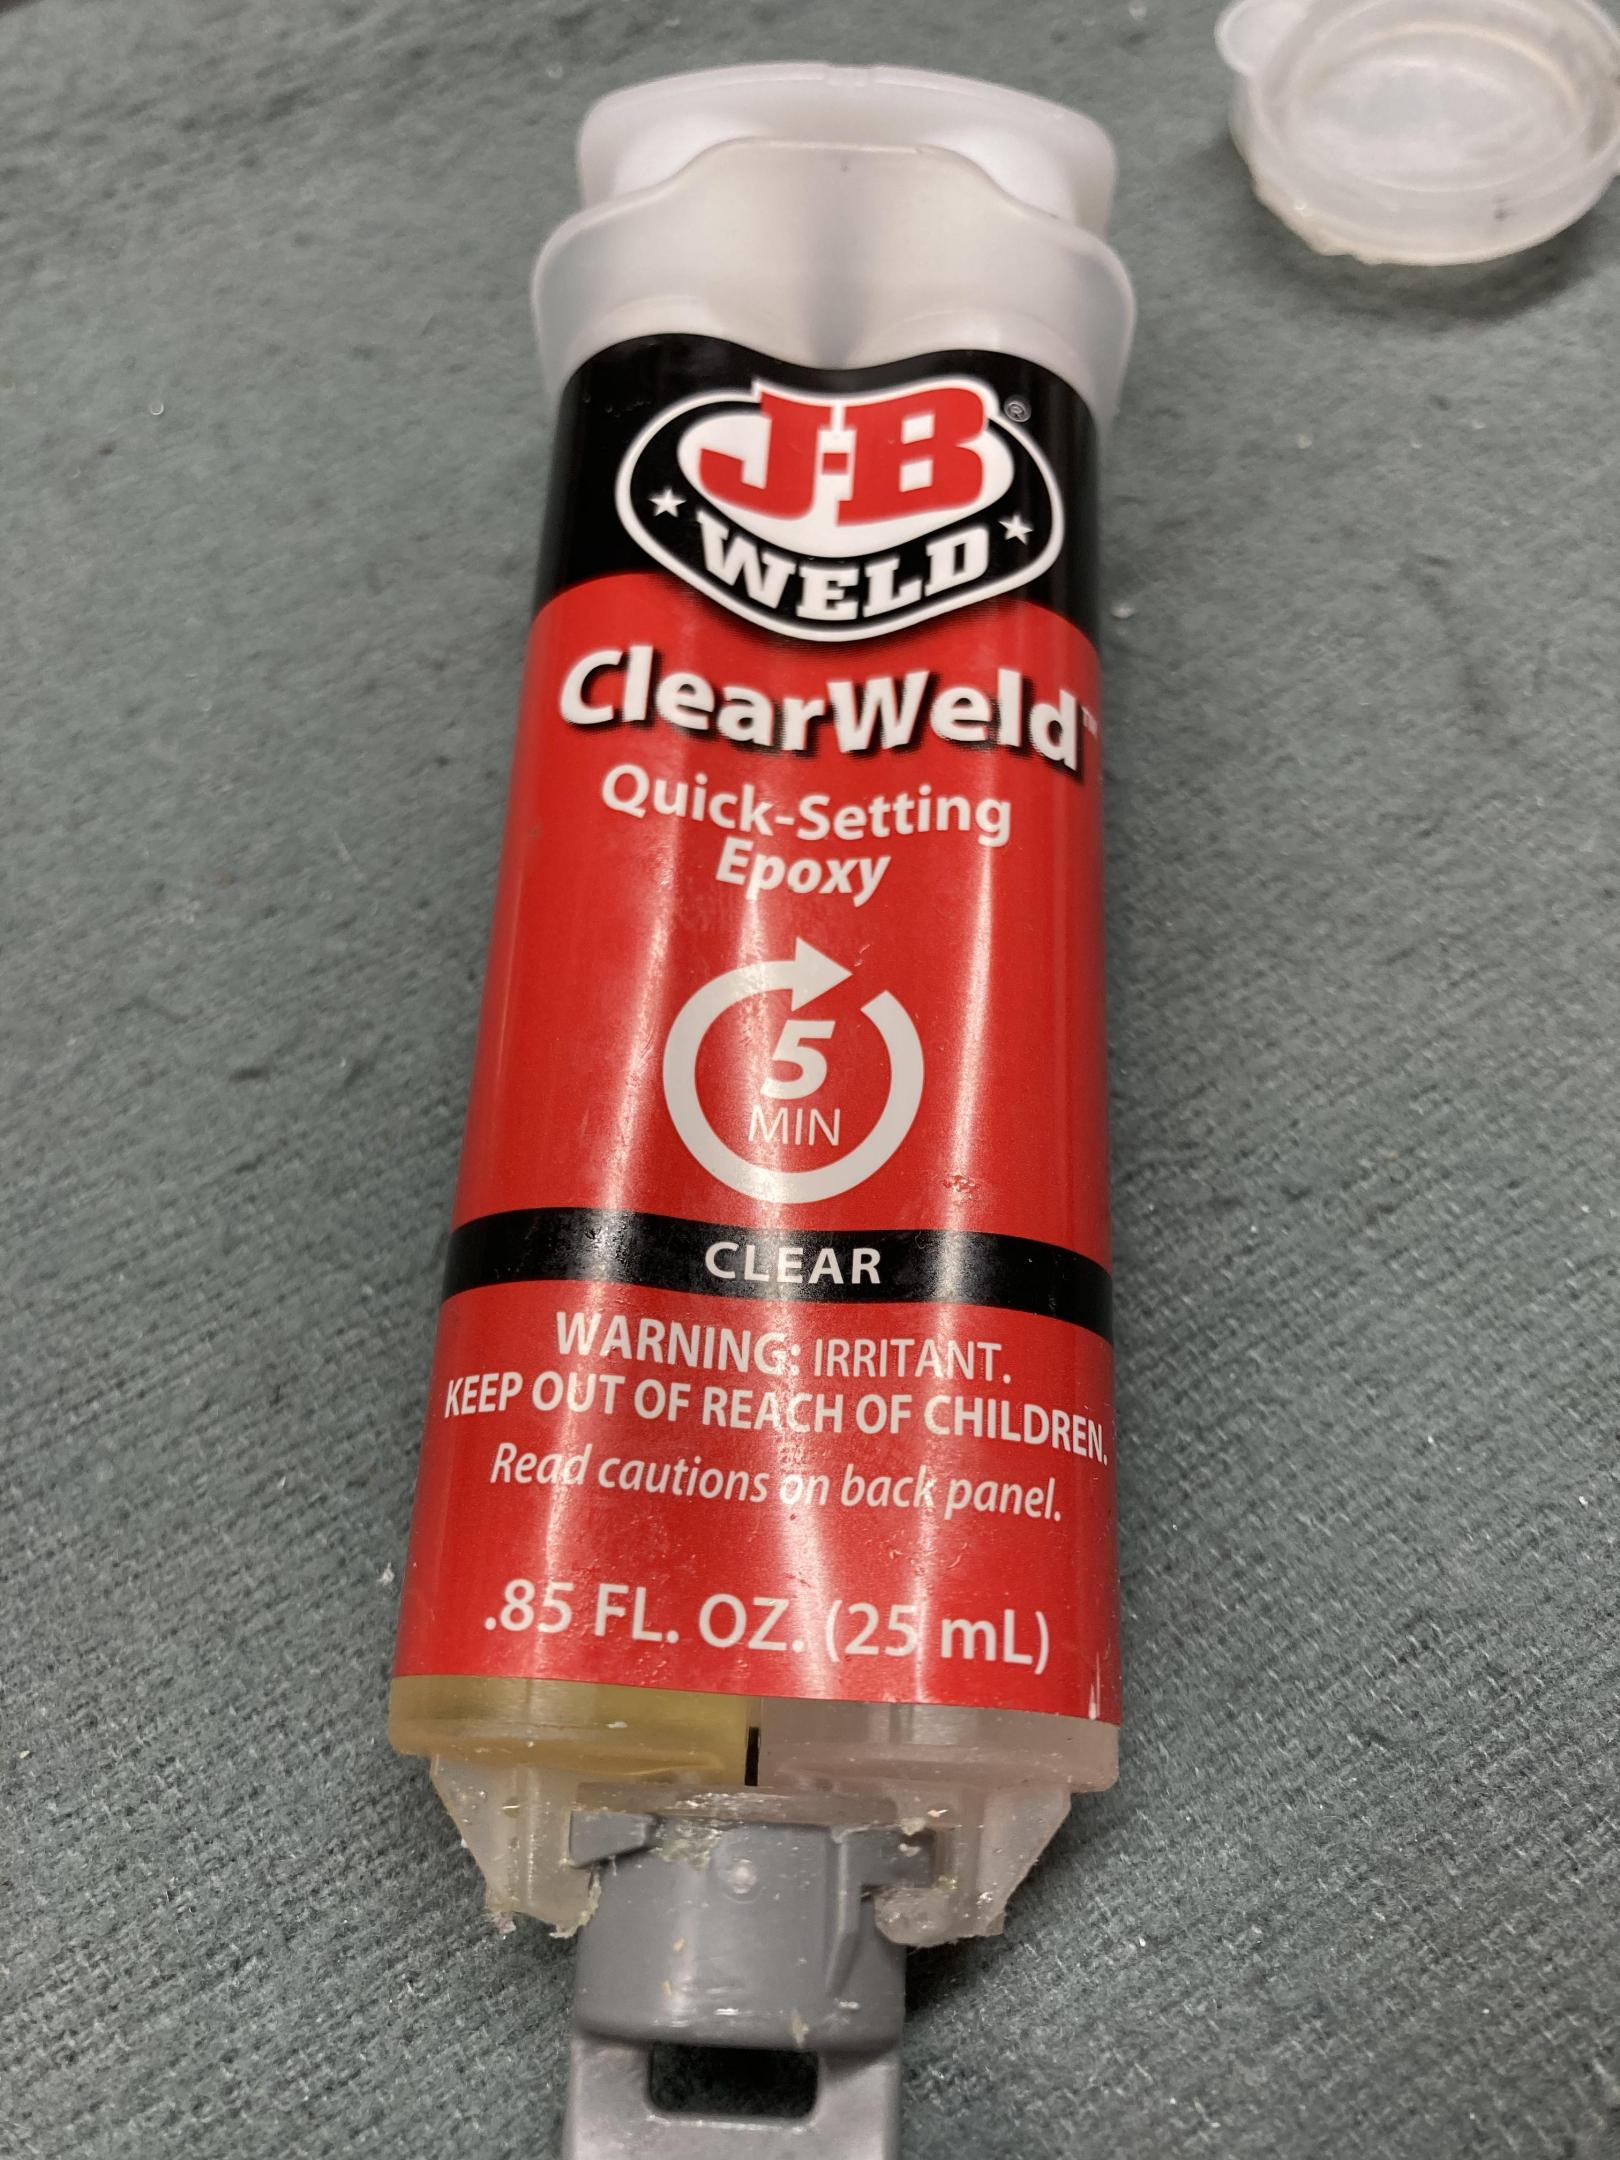 J-B
®
WELD
ClearWeld™
Quick-Setting
Epoxy
5
MIN
CLEAR
WARNING: IRRITANT.
KEEP OUT OF REACH OF CHILDREN.
Read cautions on back panel.
.85 FL. OZ. (25 mL)